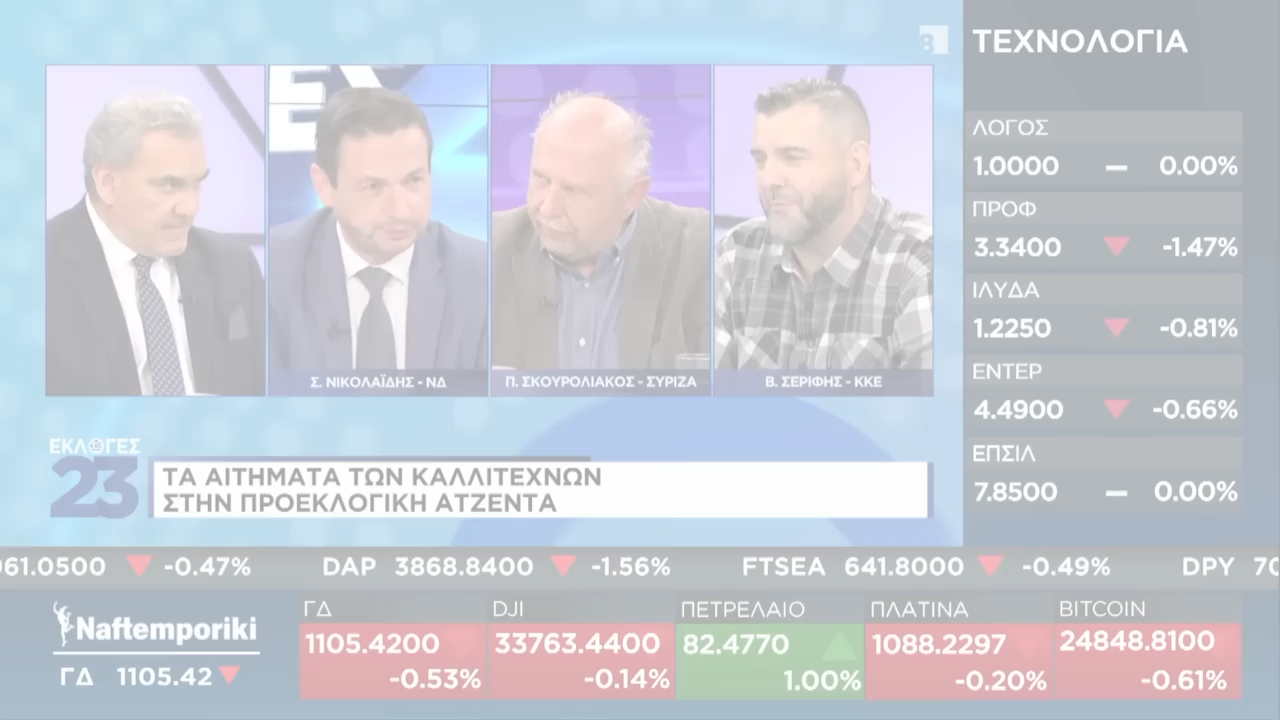 ΤΕΧΝΟΛΟΓΙΑ
ΛΟΓΟΣ
1.0000 — 0.00%
ΠΡΟΦ
3.3400 -1.47%
ΙΛΥΔΑ
1.2250 -0.81%
ΕΝΤΕΡ
4.4900 -0.66%
ΕΠΣΙΛ
7.8500 — 0.00%
Σ. ΝΙΚΟΛΑΪΔΗΣ - ΝΔ
Π. ΣΚΟΥΡΟΛΙΑΚΟΣ - ΣΥΡΙΖΑ
Β. ΣΕΡΙΦΗΣ - ΚΚΕ
ΕΚΛΟΓΕΣ
23
ΤΑ ΑΙΤΗΜΑΤΑ ΤΩΝ ΚΑΛΛΙΤΕΧΝΩΝ
ΣΤΗΝ ΠΡΟΕΚΛΟΓΙΚΗ ΑΤΖΕΝΤΑ
061.0500 -0.47% DAP 3868.8400 -1.56% FTSEA 641.8000 -0.49% DPY 70
Naftemporiki
ΓΔ 1105.42
ΓΔ
1105.4200
-0.53%
DJI
33763.4400
-0.14%
ΠΕΤΡΕΛΑΙΟ
82.4770
1.00%
ΠΛΑΤΙΝΑ
1088.2297
-0.20%
BITCOIN
24848.8100
-0.61%